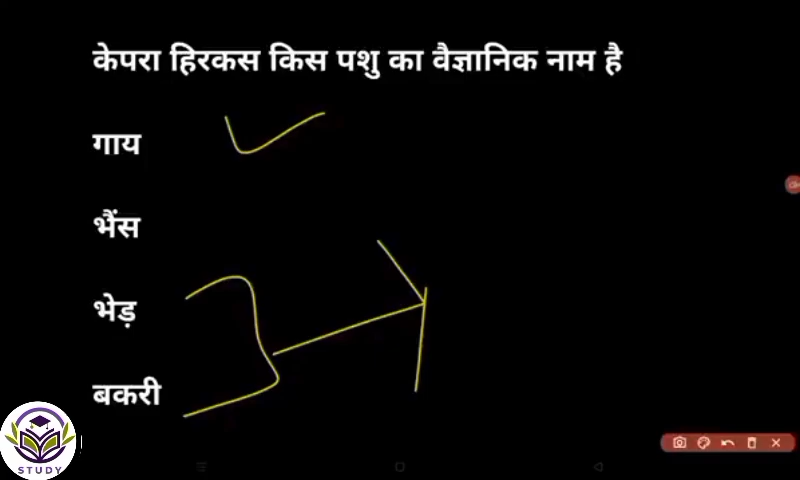 केपरा हिरकस किस पशु का वैज्ञानिक नाम है
गाय
भैंस
भेड़
बकरी
STUDY